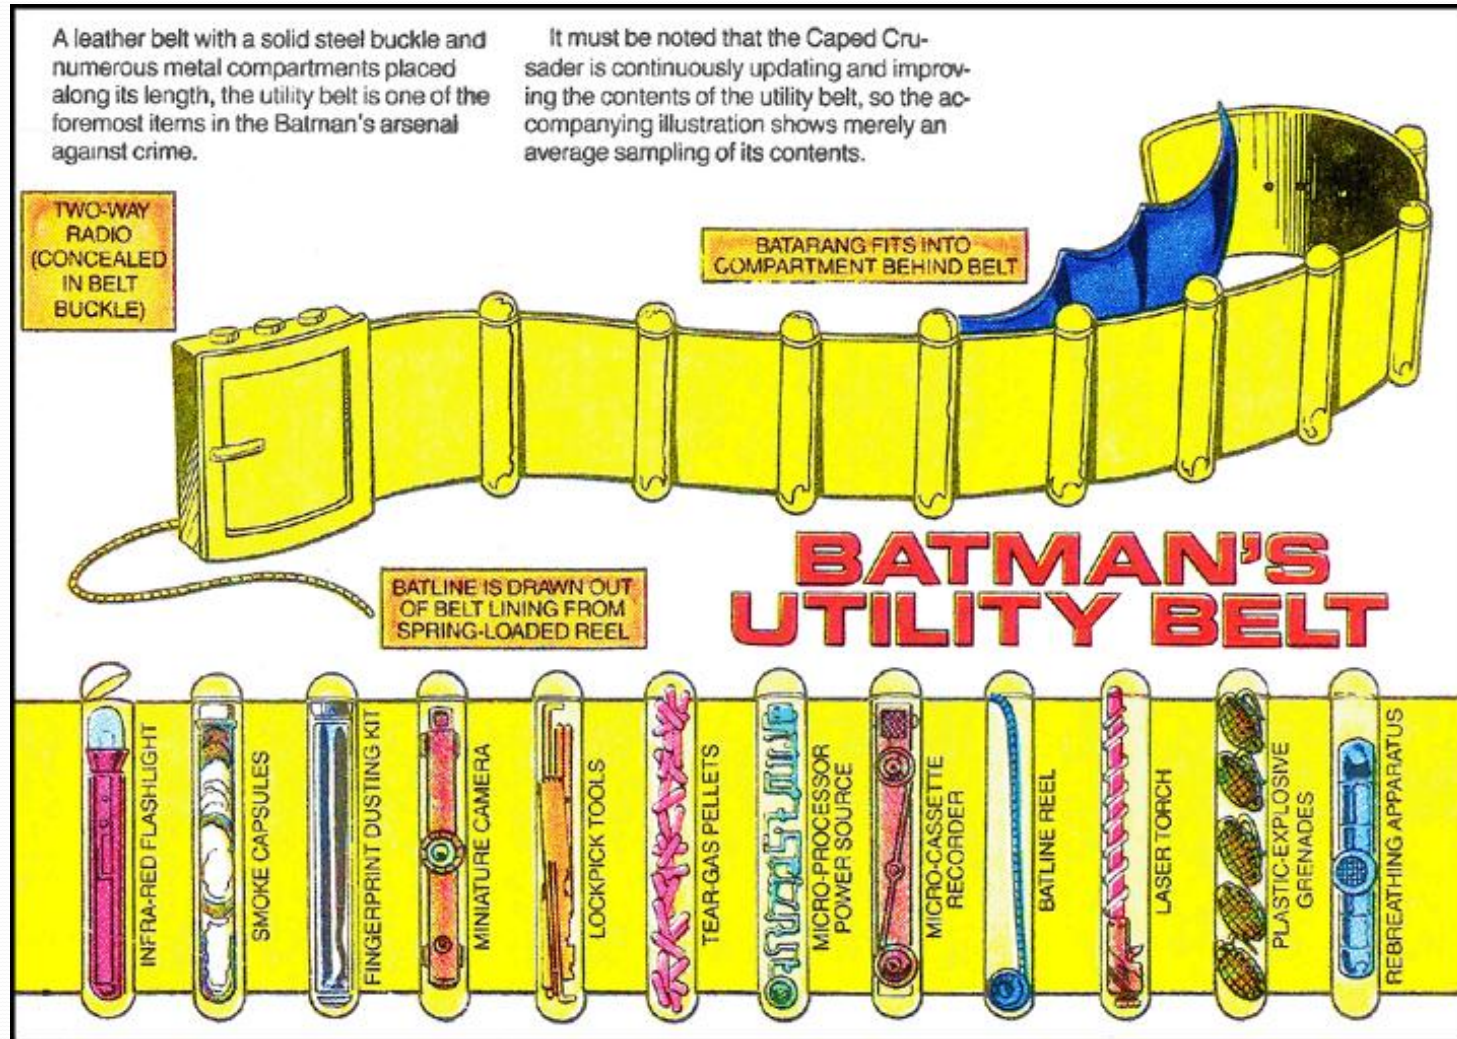 A leather belt with a solid steel buckle and
numerous metal compartments placed
along its length, the utility belt is one of the
foremost items in the Batman's arsenal
against crime.
It must be noted that the Caped Cru-
sader is continuously updating and improv-
ing the contents of the utility belt, so the ac-
companying illustration shows merely an
average sampling of its contents.
TWO-WAY
RADIO
(CONCEALED
IN BELT
BUCKLE)
BATARANG FITS INTO
COMPARTMENT BEHIND BELT
BATLINE IS DRAWN OUT
OF BELT LINING FROM
SPRING-LOADED REEL
BATMAN'S
UTILITY BELT
INFRA-RED FLASHLIGHT
SMOKE CAPSULES
FINGERPRINT DUSTING KIT
MINIATURE CAMERA
LOCKPICK TOOLS
TEAR-GAS PELLETS
MICRO-PROCESSOR
POWER SOURCE
MICRO-CASSETTE
RECORDER
BATLINE REEL
LASER TORCH
PLASTIC-EXPLOSIVE
GRENADES
REBREATHING APPARATUS